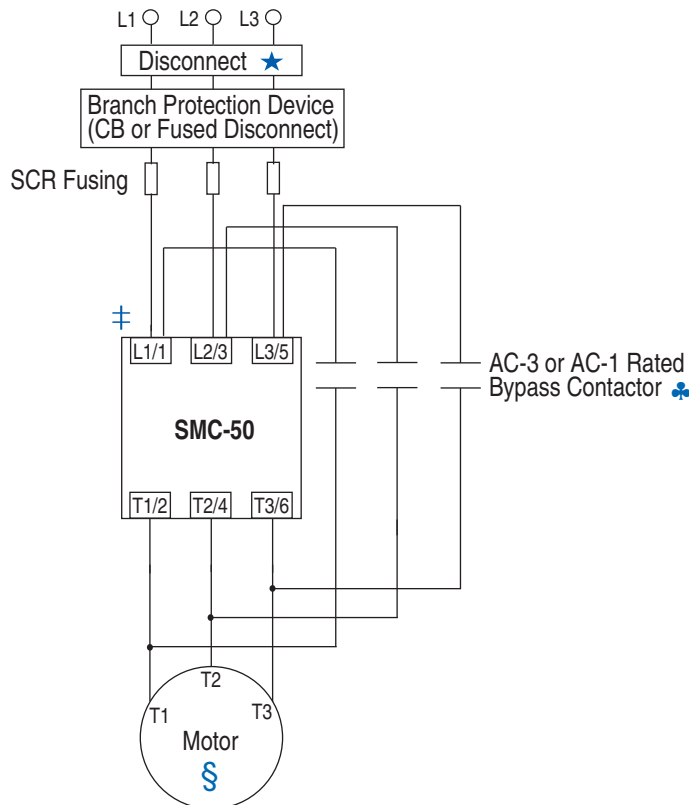 L1 L2 L3
Disconnect ★
Branch Protection Device
(CB or Fused Disconnect)
SCR Fusing
‡
L1/1 L2/3 L3/5
AC-3 or AC-1 Rated
Bypass Contactor ♣
SMC-50
T1/2 T2/4 T3/6
T2
T1 T3
Motor
§